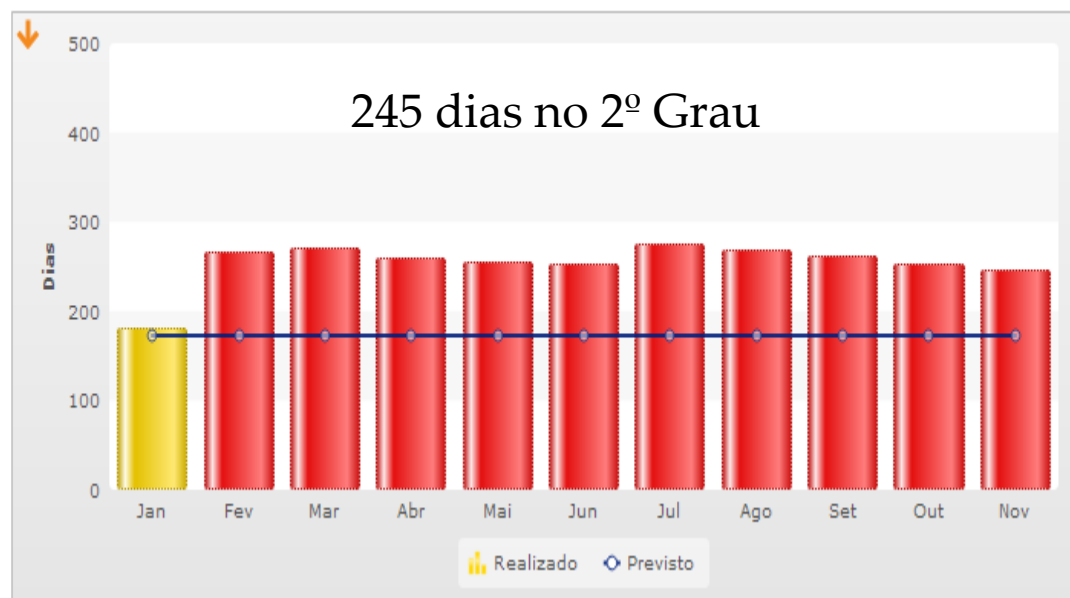 245 dias no 2º Grau
500
400
300
200
100
0
Dias
Jan Fev Mar Abr Mai Jun Jul Ago Set Out Nov
Realizado Previsto